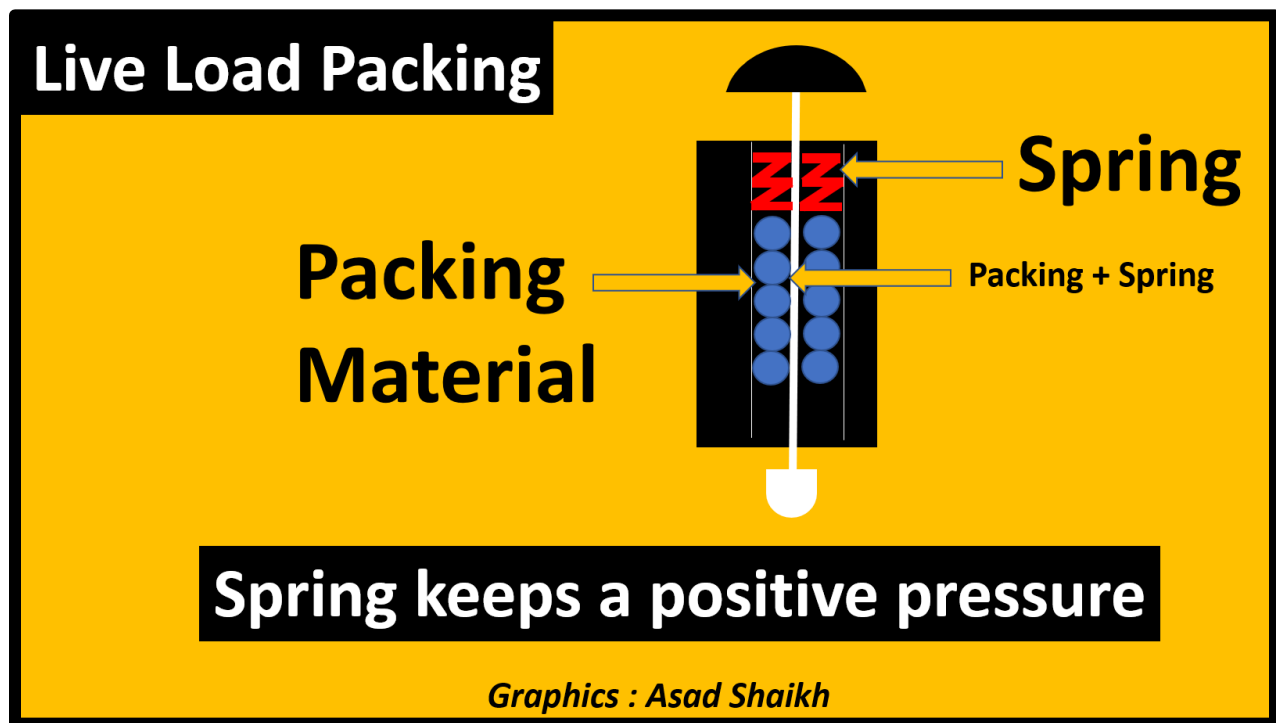 Live Load Packing
Spring
Packing
Material
Packing + Spring
Spring keeps a positive pressure
Graphics : Asad Shaikh